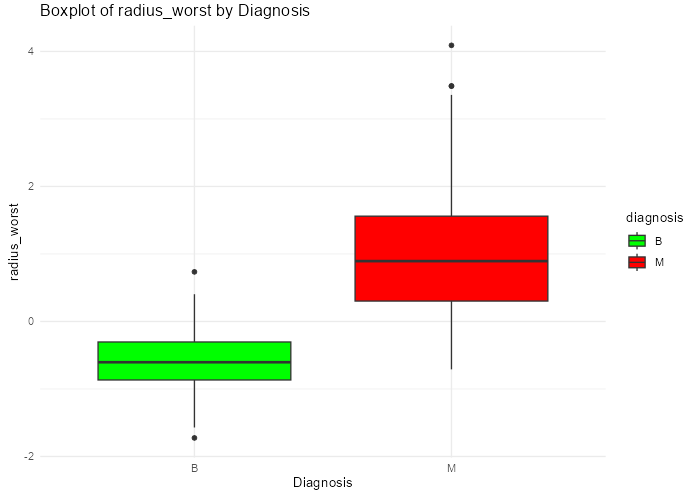 Boxplot of radius_worst by Diagnosis
4
2
0
-2
radius_worst
B
M
Diagnosis
diagnosis
B
M